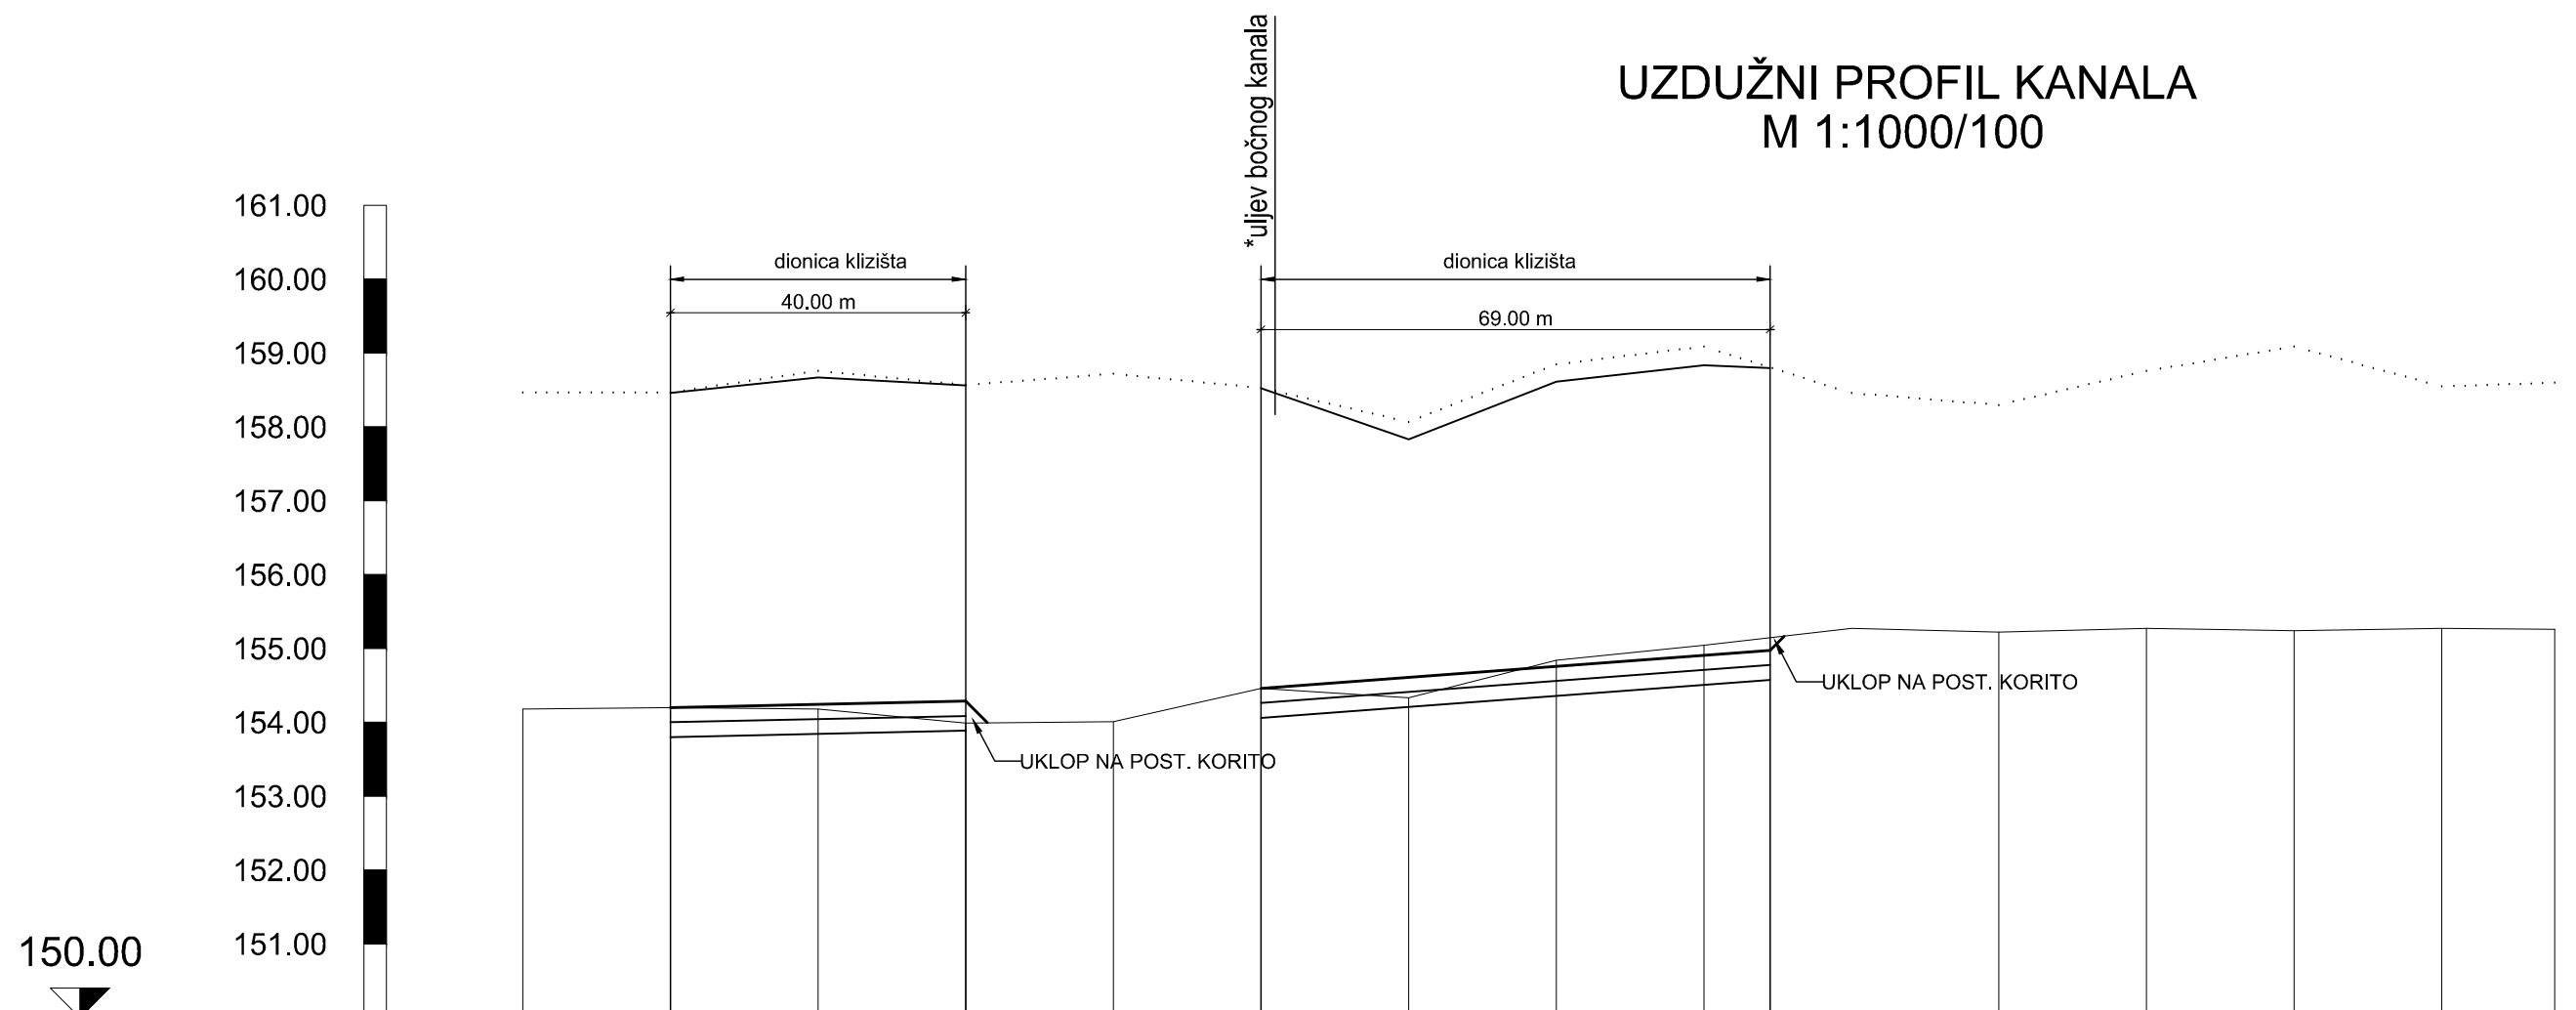 *uljev bočnog kanala
UZDUŽNI PROFIL KANALA
M 1:1000/100
161.00
160.00
159.00
158.00
157.00
156.00
155.00
154.00
153.00
152.00
151.00
150.00
dionica klizišta
40.00 m
dionica klizišta
69.00 m
UKLOP NA POST. KORITO
UKLOP NA POST. KORITO